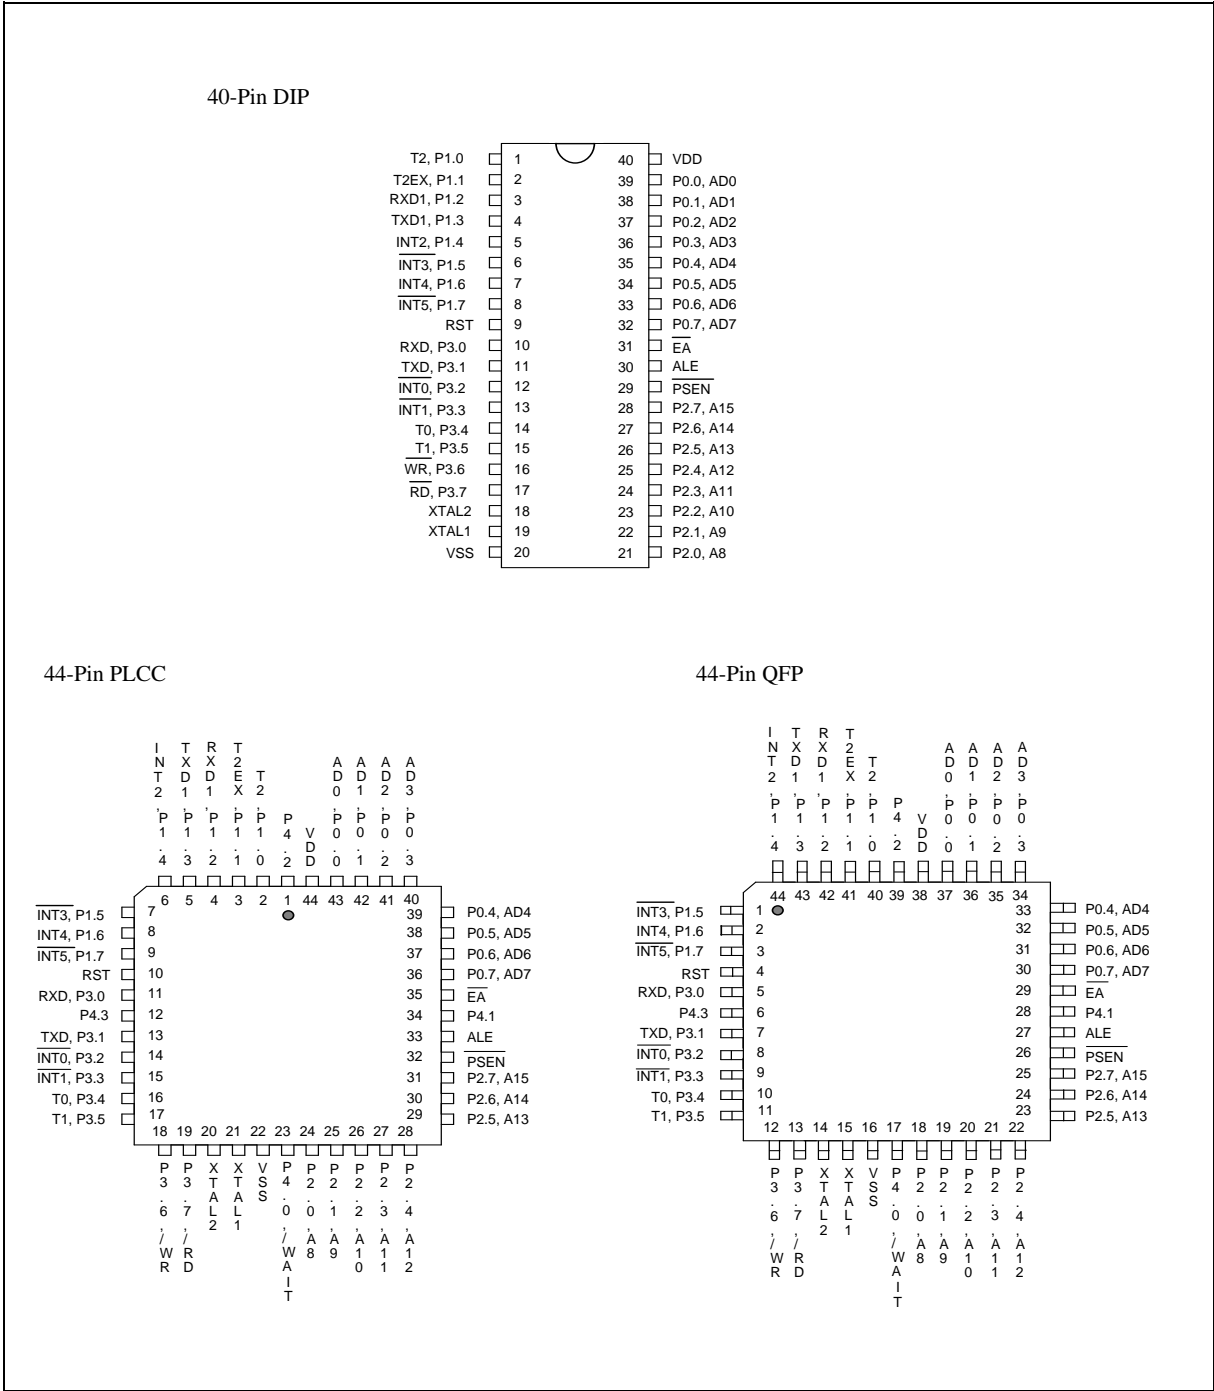 40-Pin DIP
T2, P1.0 1 40 VDD
T2EX, P1.1 2 39 P0.0, AD0
RXD1, P1.2 3 38 P0.1, AD1
TXD1, P1.3 4 37 P0.2, AD2
INT2, P1.4 5 36 P0.3, AD3
INT3, P1.5 6 35 P0.4, AD4
INT4, P1.6 7 34 P0.5, AD5
INT5, P1.7 8 33 P0.6, AD6
RST 9 32 P0.7, AD7
RXD, P3.0 10 31 EA
TXD, P3.1 11 30 ALE
INT0, P3.2 12 29 PSEN
INT1, P3.3 13 28 P2.7, A15
T0, P3.4 14 27 P2.6, A14
T1, P3.5 15 26 P2.5, A13
WR, P3.6 16 25 P2.4, A12
RD, P3.7 17 24 P2.3, A11
XTAL2 18 23 P2.2, A10
XTAL1 19 22 P2.1, A9
VSS 20 21 P2.0, A8
44-Pin PLCC
INT2,P1.4
TXD1,P1.3
RXD1,P1.2
T2EX,P1.1
T2,P1.0
P4.2
VDD
AD0,P0.0
AD1,P0.1
AD2,P0.2
AD3,P0.3
6 5 4 3 2 1 44 43 42 41 40
INT3, P1.5 7 39 P0.4, AD4
INT4, P1.6 8 38 P0.5, AD5
INT5, P1.7 9 37 P0.6, AD6
RST 10 36 P0.7, AD7
RXD, P3.0 11 35 EA
P4.3 12 34 P4.1
TXD, P3.1 13 33 ALE
INT0, P3.2 14 32 PSEN
INT1, P3.3 15 31 P2.7, A15
T0, P3.4 16 30 P2.6, A14
T1, P3.5 17 29 P2.5, A13
18 19 20 21 22 23 24 25 26 27 28
P3.6,/WR
P3.7,/RD
XTAL2
XTAL1
VSS
P4.0,/WAIT
P2.0,A8
P2.1,A9
P2.2,A10
P2.3,A11
P2.4,A12
44-Pin QFP
INT2,P1.4
TXD1,P1.3
RXD1,P1.2
T2EX,P1.1
T2,P1.0
P4.2
VDD
AD0,P0.0
AD1,P0.1
AD2,P0.2
AD3,P0.3
44 43 42 41 40 39 38 37 36 35 34
INT3, P1.5 1 33 P0.4, AD4
INT4, P1.6 2 32 P0.5, AD5
INT5, P1.7 3 31 P0.6, AD6
RST 4 30 P0.7, AD7
RXD, P3.0 5 29 EA
P4.3 6 28 P4.1
TXD, P3.1 7 27 ALE
INT0, P3.2 8 26 PSEN
INT1, P3.3 9 25 P2.7, A15
T0, P3.4 10 24 P2.6, A14
T1, P3.5 11 23 P2.5, A13
12 13 14 15 16 17 18 19 20 21 22
P3.6,/WR
P3.7,/RD
XTAL2
XTAL1
VSS
P4.0,/WAIT
P2.0,A8
P2.1,A9
P2.2,A10
P2.3,A11
P2.4,A12